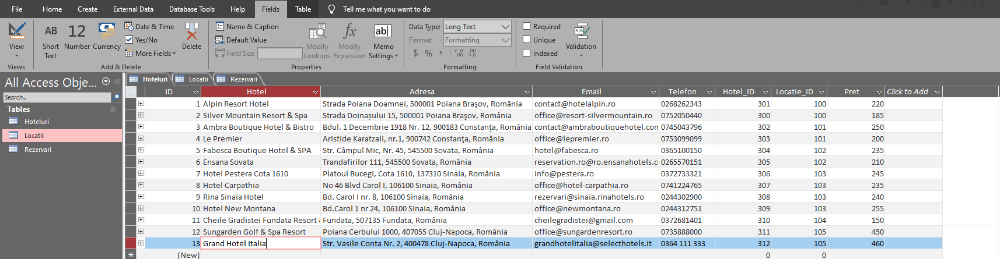 File Home Create External Data Database Tools Help Fields Table Tell me what you want to do
View
Views
AB Short Text
12 Number
Currency
Date & Time
Yes/No
More Fields
Delete
Add & Delete
Name & Caption
Default Value
Field Size
Modify Lookups
fx Modify Expression
ab Memo Settings
Properties
Data Type: Long Text
Format: Formatting
$ % , .0 .00 .00 .0
Formatting
Required
Unique
Indexed
Validation
Field Validation
All Access Obje...
Search...
Tables
Hoteluri
Locatii
Rezervari
Hoteluri Locatii Rezervari
ID Hotel Adresa Email Telefon Hotel_ID Locatie_ID Pret Click to Add
1 Alpin Resort Hotel Strada Poiana Doamnei, 500001 Poiana Braşov, România contact@hotelalpin.ro 0268262343 301 100 220
2 Silver Mountain Resort & Spa Strada Doinașului 15, 500001 Poiana Braşov, România office@resort-silvermountain.ro 0752050440 300 100 185
3 Ambra Boutique Hotel & Bistro Bdul. 1 Decembrie 1918 Nr. 12, 900183 Constanţa, România contact@ambraboutiquehotel.com 0745043796 302 101 250
4 Le Premier Aristide Karatzali, nr.1, 900742 Constanţa, România office@lepremier.ro 0753099099 303 101 200
5 Fabesca Boutique Hotel & SPA Str. Câmpul Mic, Nr. 45, 545500 Sovata, România hotel@fabesca.ro 0365100150 304 102 235
6 Ensana Sovata Trandafirilor 111, 545500 Sovata, România reservation.ro@ro.ensanahotels.c 0265570151 305 102 210
7 Hotel Pestera Cota 1610 Platoul Bucegi, Cota 1610, 137310 Sinaia, România info@pestera.ro 0372733321 306 103 245
8 Hotel Carpathia No 46 Blvd Carol I, 106100 Sinaia, România office@hotel-carpathia.ro 0741224765 307 103 235
9 Rina Sinaia Hotel Bd. Carol I nr. 8, 106100 Sinaia, România rezervari@sinaia.rinahotels.ro 0244302900 308 103 240
10 Hotel New Montana Bd.Carol 1 nr 24, 106100 Sinaia, România office@newmontana.ro 0244312751 309 103 255
11 Cheile Gradistei Fundata Resort & Fundata, 507135 Fundata, România cheilegradistei@gmail.com 0372681401 310 104 150
12 Sungarden Golf & Spa Resort Poiana Cerbului 1000, 407055 Cluj-Napoca, România office@sungardenresort.ro 0735888000 311 105 450
13 Grand Hotel Italia Str. Vasile Conta Nr. 2, 400478 Cluj-Napoca, România grandhotelitalia@selecthotels.it 0364 111 333 312 105 460
(New) 0 0